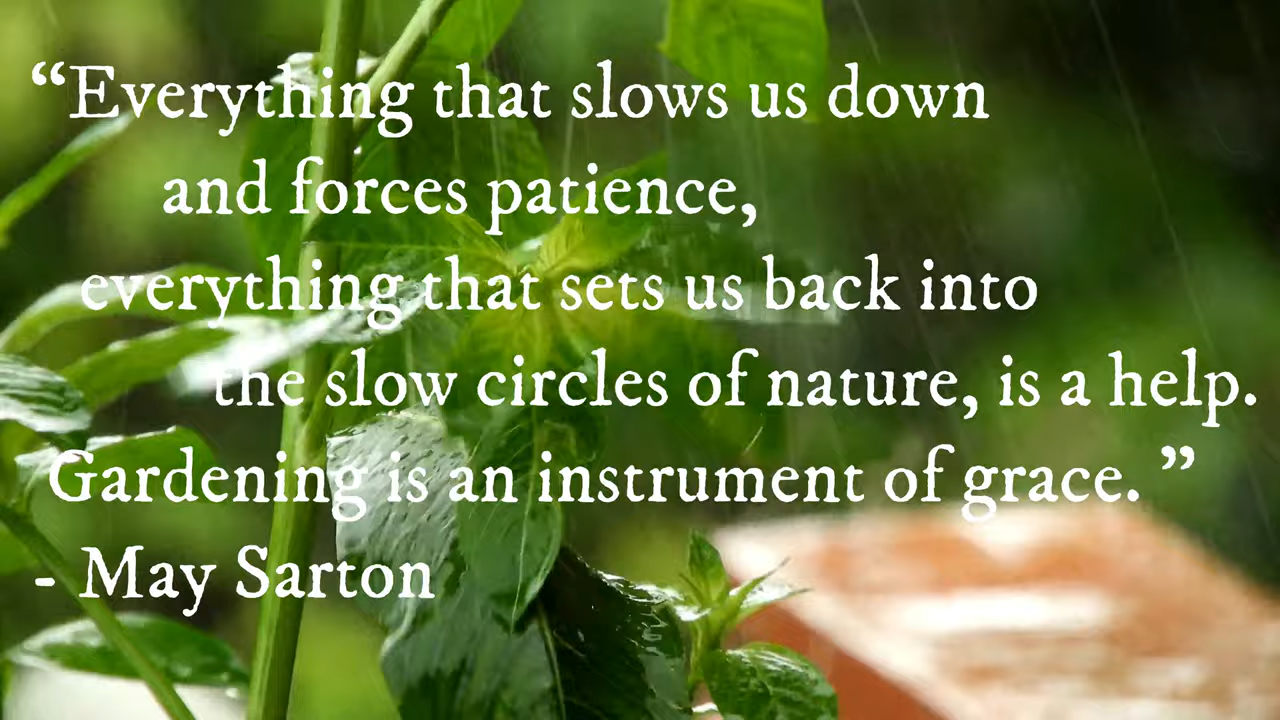 “Everything that slows us down
and forces patience,
everything that sets us back into
the slow circles of nature, is a help.
Gardening is an instrument of grace.”
- May Sarton